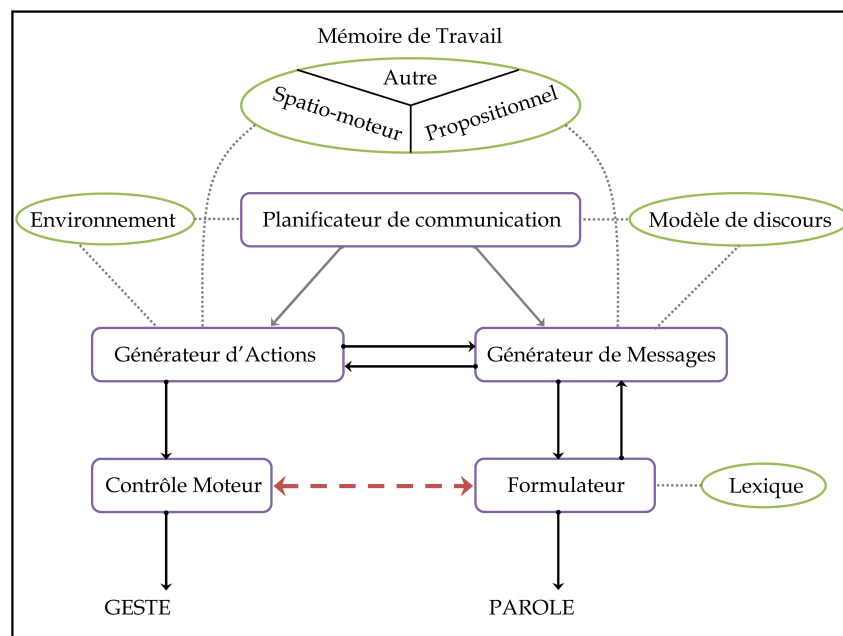 Mémoire de Travail
Autre
Spatio-moteur
Propositionnel
Environnement
Planificateur de communication
Modèle de discours
Générateur d'Actions
Générateur de Messages
Contrôle Moteur
Formulateur
Lexique
GESTE
PAROLE